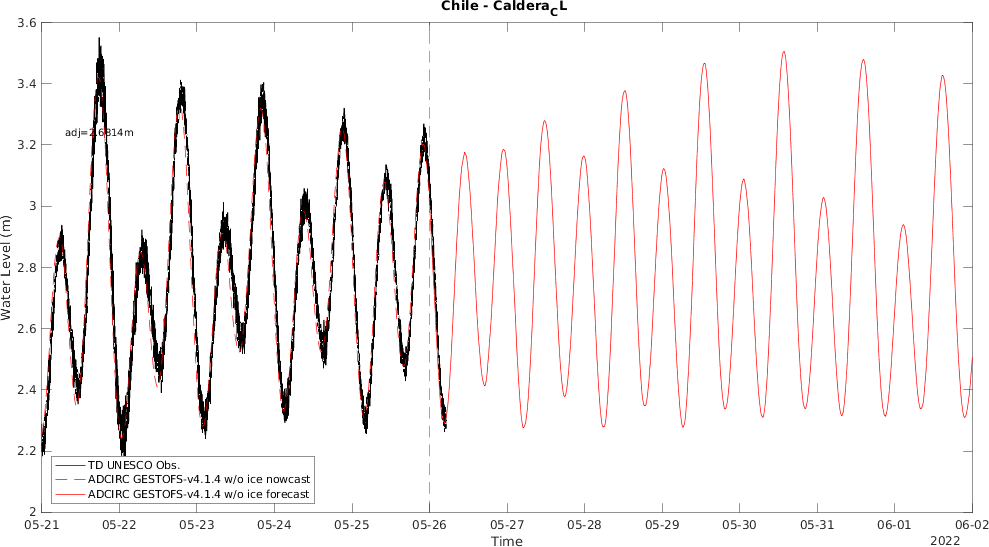 Chile - CalderaCL
3.6
3.4
3.2
3
2.8
2.6
2.4
2.2
2
Water Level (m)
adj=2.6814m
TD UNESCO Obs.
ADCIRC GESTOFS-v4.1.4 w/o ice nowcast
ADCIRC GESTOFS-v4.1.4 w/o ice forecast
05-21 05-22 05-23 05-24 05-25 05-26 05-27 05-28 05-29 05-30 05-31 06-01 06-02
Time
2022